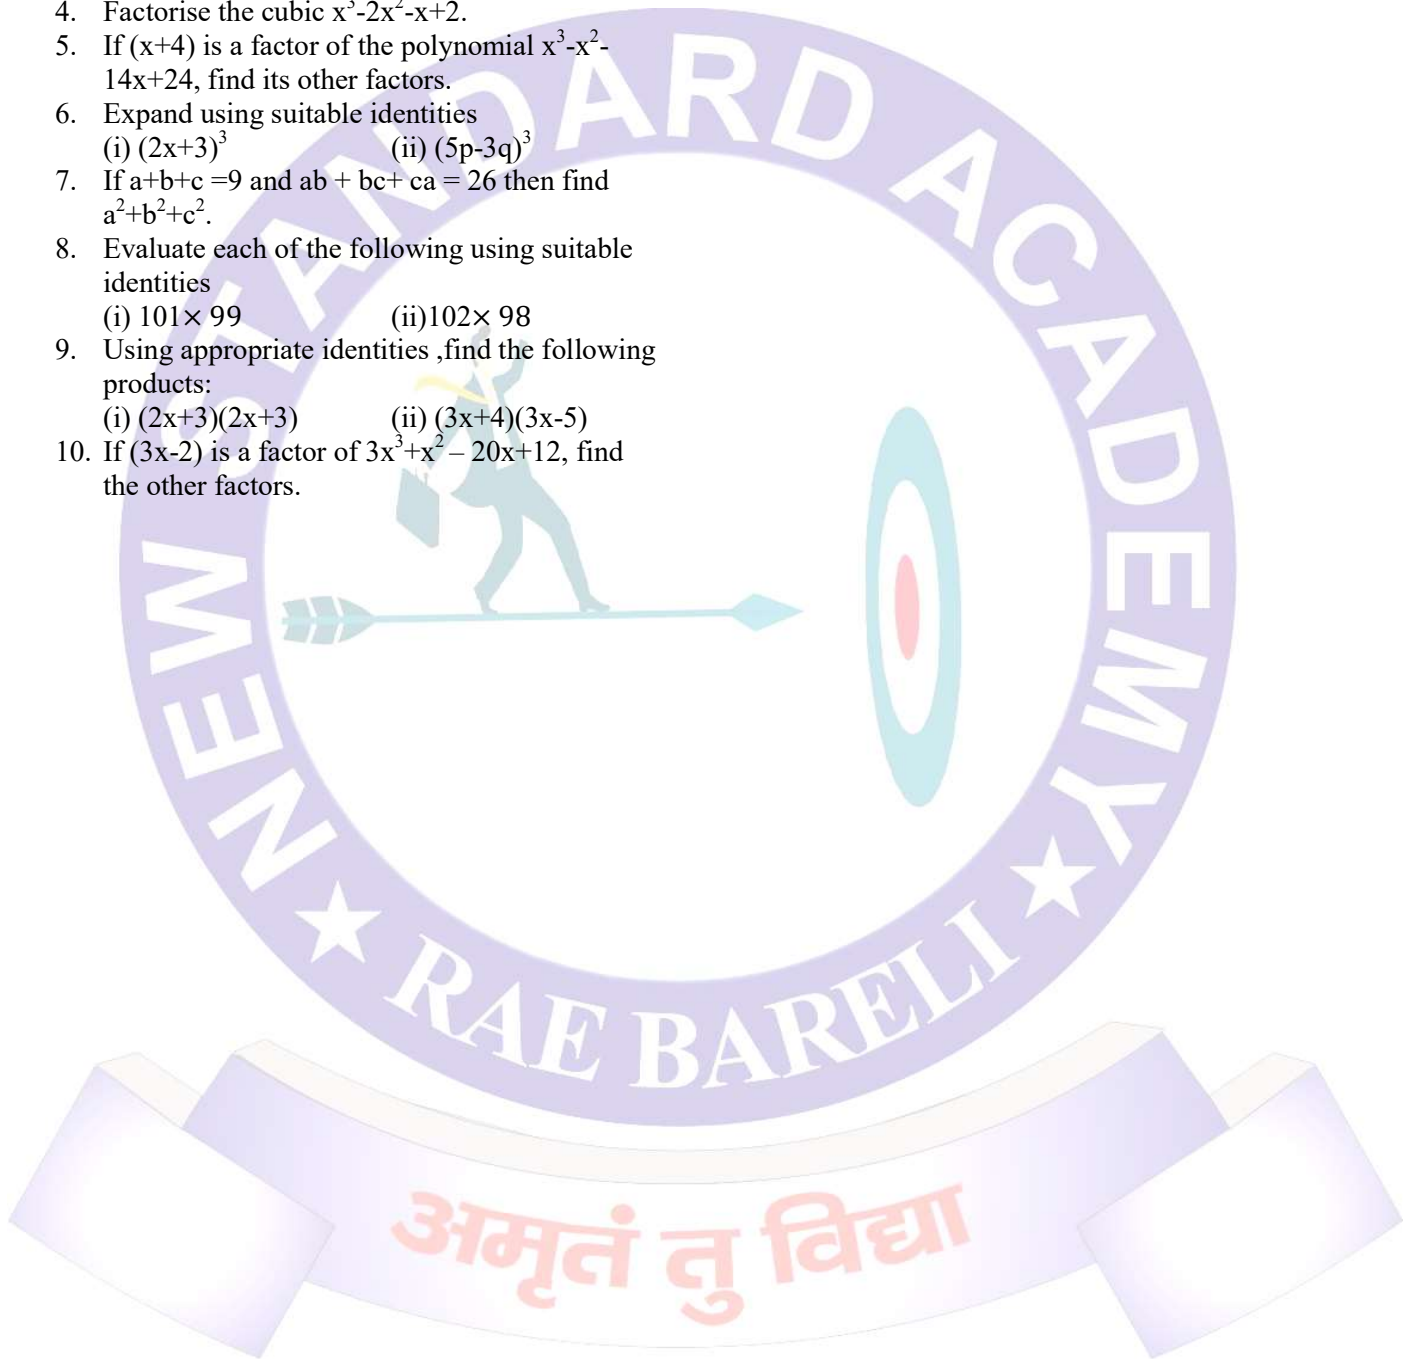 4. Factorise the cubic x³-2x²-x+2.
5. If (x+4) is a factor of the polynomial x³-x²-
14x+24, find its other factors.
6. Expand using suitable identities
(i) (2x+3)³ (ii) (5p-3q)³
7. If a+b+c =9 and ab + bc+ ca = 26 then find
a²+b²+c².
8. Evaluate each of the following using suitable
identities
(i) 101× 99 (ii)102× 98
9. Using appropriate identities ,find the following
products:
(i) (2x+3)(2x+3) (ii) (3x+4)(3x-5)
10. If (3x-2) is a factor of 3x³+x² – 20x+12, find
the other factors.
NEW STANDARD ACADEMY
RAE BARELI
अमृतं तु विद्या